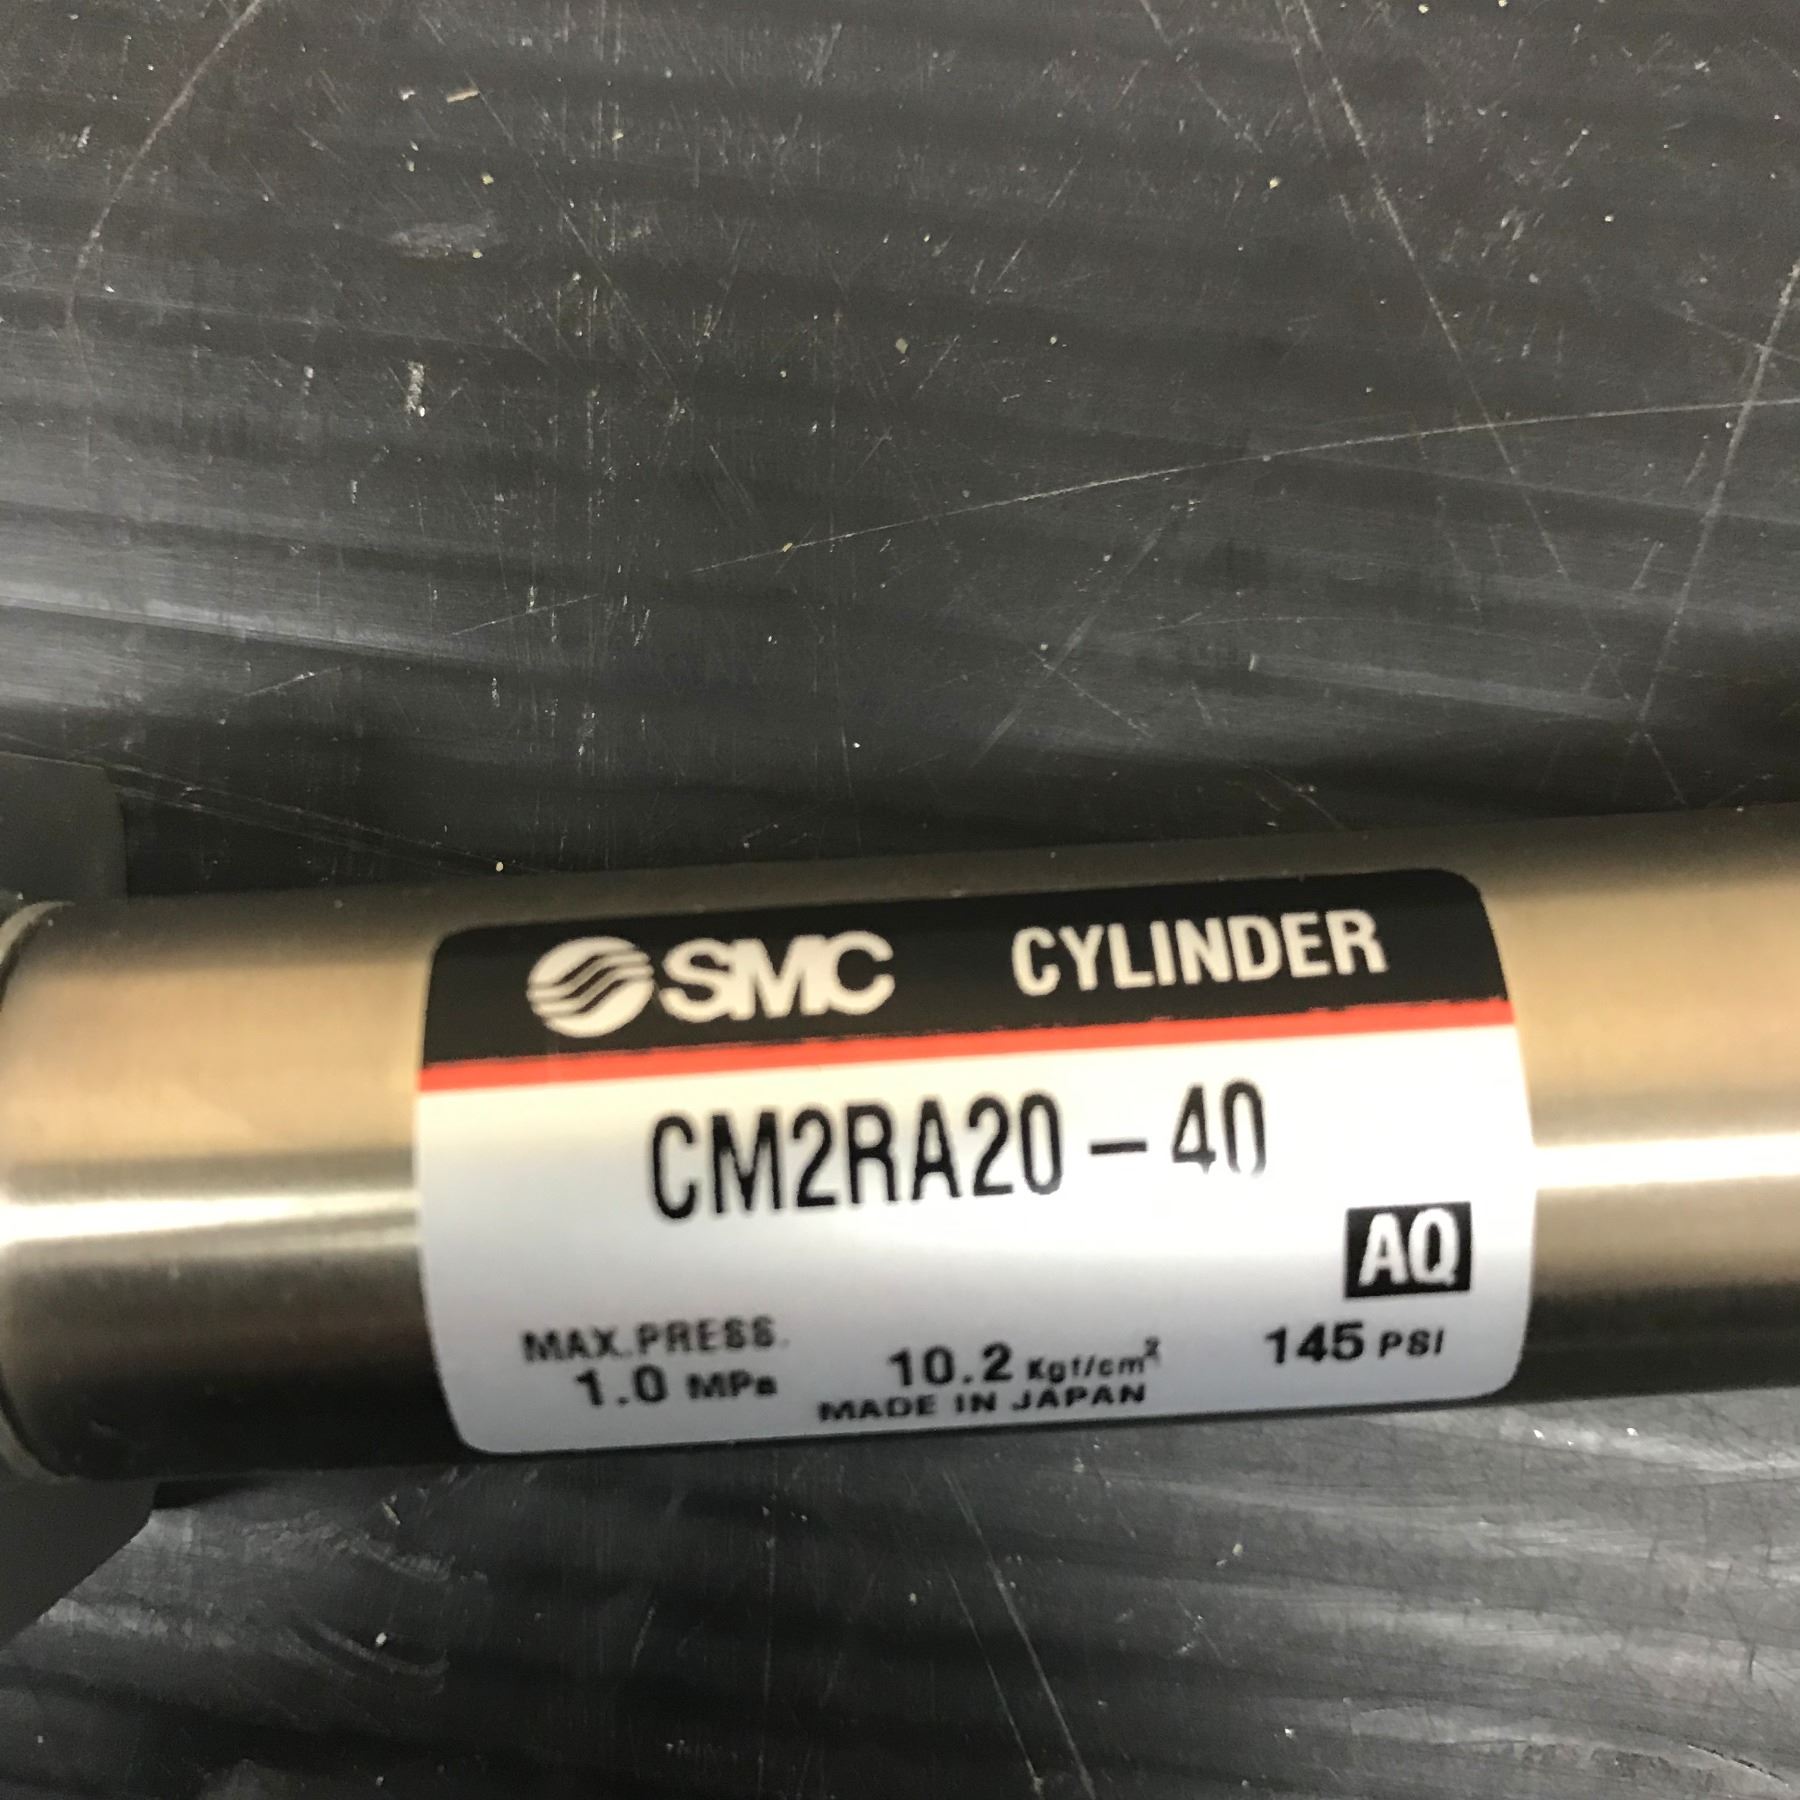 SMC CYLINDER
CM2RA20-40
AQ
MAX.PRESS.
1.0 MPa 10.2 Kgf/cm² 145 PSI
MADE IN JAPAN